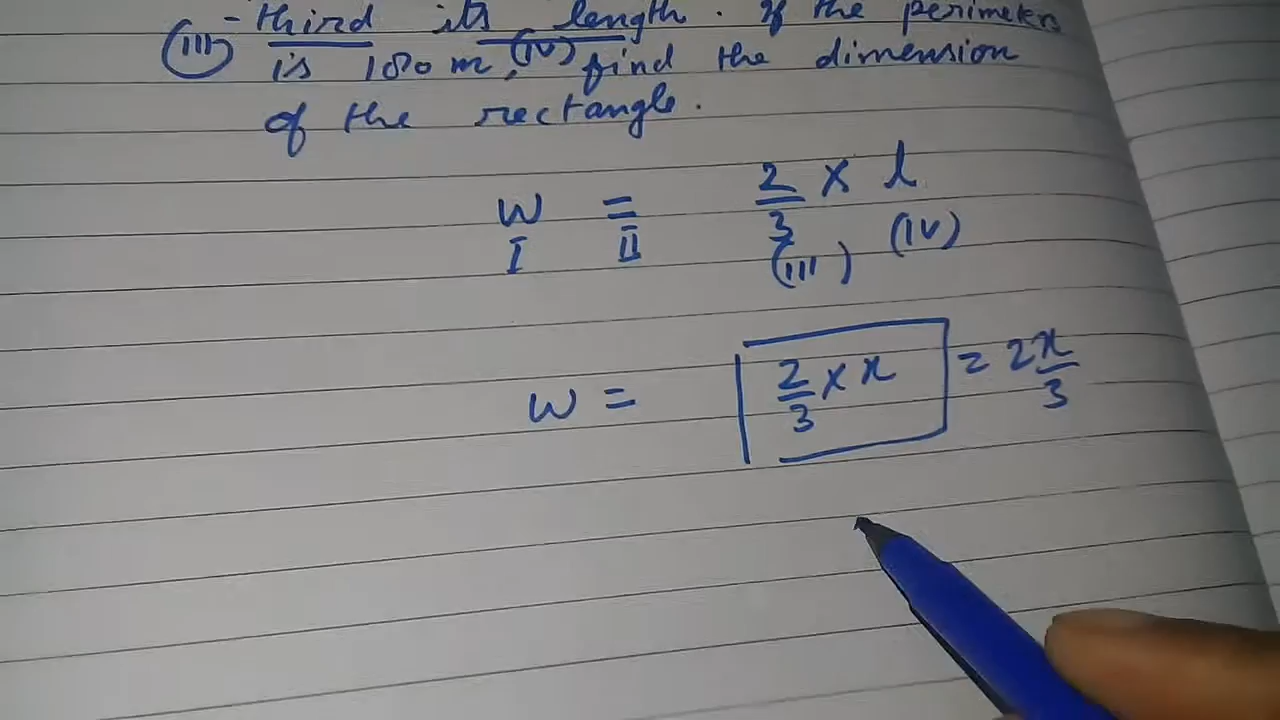 (III) - third its length. If the perimeter
is 180 m, (IV) find the dimension
of the rectangle.
W = 2/3 × l
I II (III) (IV)
W = 2/3 × x = 2x/3